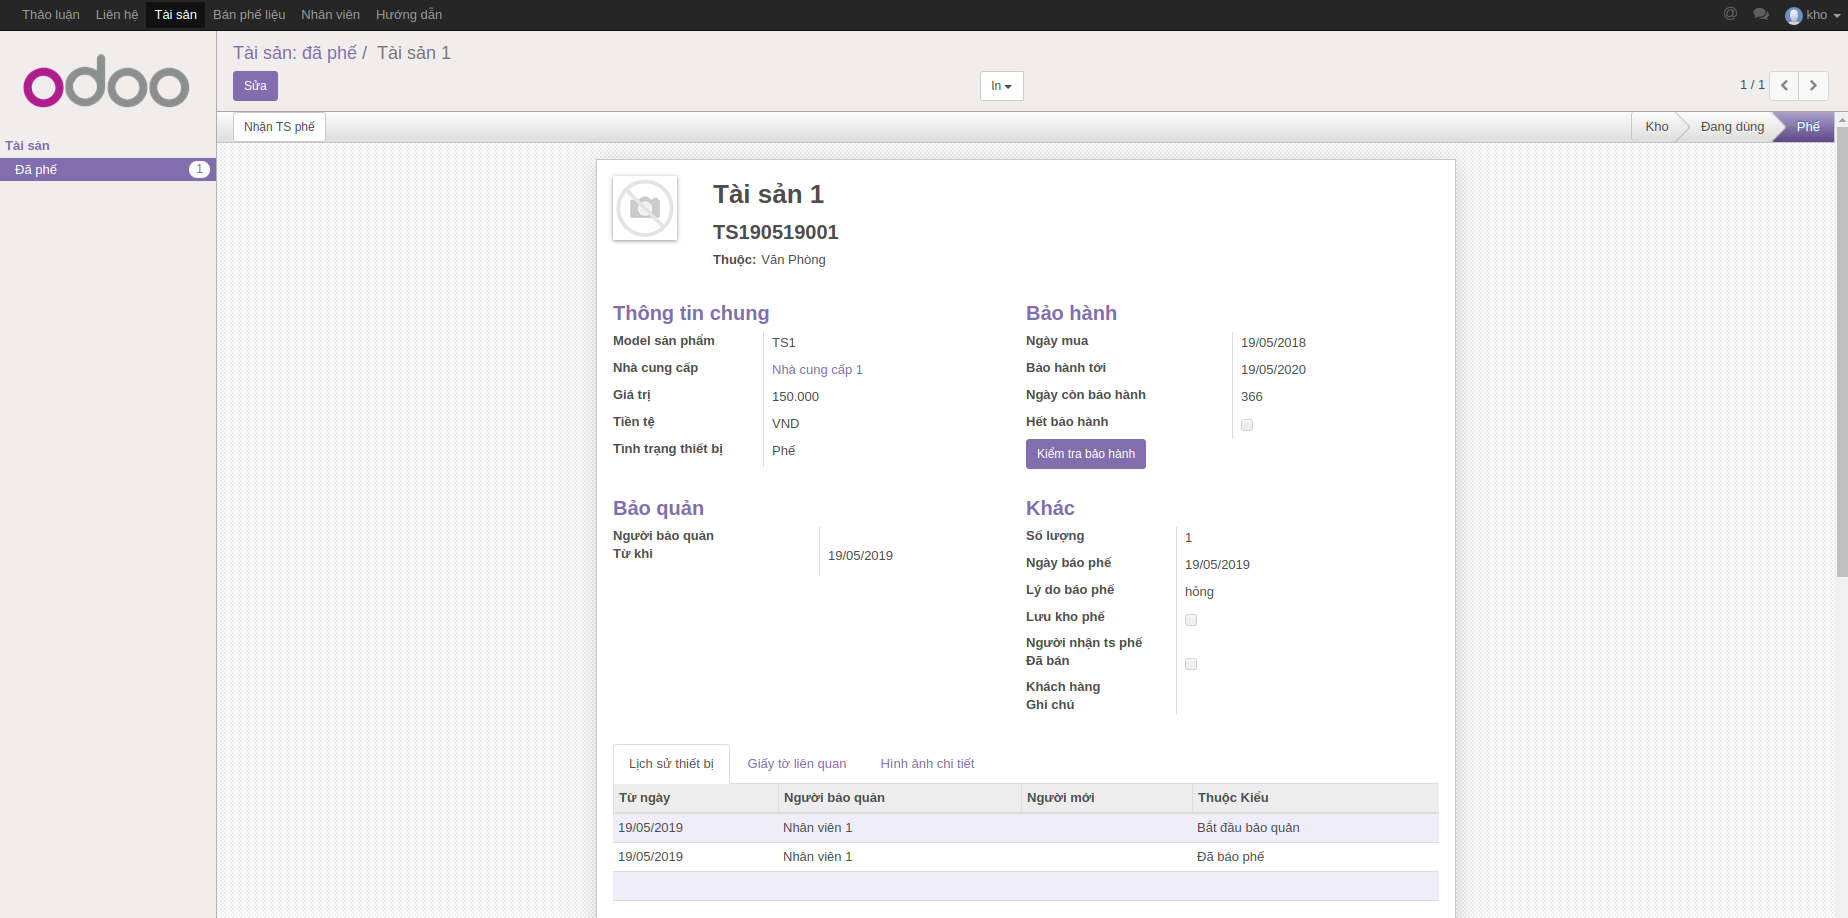 Thảo luận Liên hệ Tài sản Bán phế liệu Nhân viên Hướng dẫn @ kho
odoo
Tài sản
Đã phế 1
Tài sản: đã phế / Tài sản 1
Sửa In 1 / 1
Nhận TS phế Kho Đang dùng Phế
Tài sản 1
TS190519001
Thuộc: Văn Phòng
Thông tin chung
Model sản phẩm TS1
Nhà cung cấp Nhà cung cấp 1
Giá trị 150.000
Tiền tệ VND
Tình trạng thiết bị Phế
Bảo hành
Ngày mua 19/05/2018
Bảo hành tới 19/05/2020
Ngày còn bảo hành 366
Hết bảo hành
Kiểm tra bảo hành
Bảo quản
Người bảo quản
Từ khi 19/05/2019
Khác
Số lượng 1
Ngày báo phế 19/05/2019
Lý do báo phế hỏng
Lưu kho phế
Người nhận ts phế
Đã bán
Khách hàng
Ghi chú
Lịch sử thiết bị Giấy tờ liên quan Hình ảnh chi tiết
Từ ngày Người bảo quản Người mới Thuộc Kiểu
19/05/2019 Nhân viên 1 Bắt đầu bảo quản
19/05/2019 Nhân viên 1 Đã báo phế